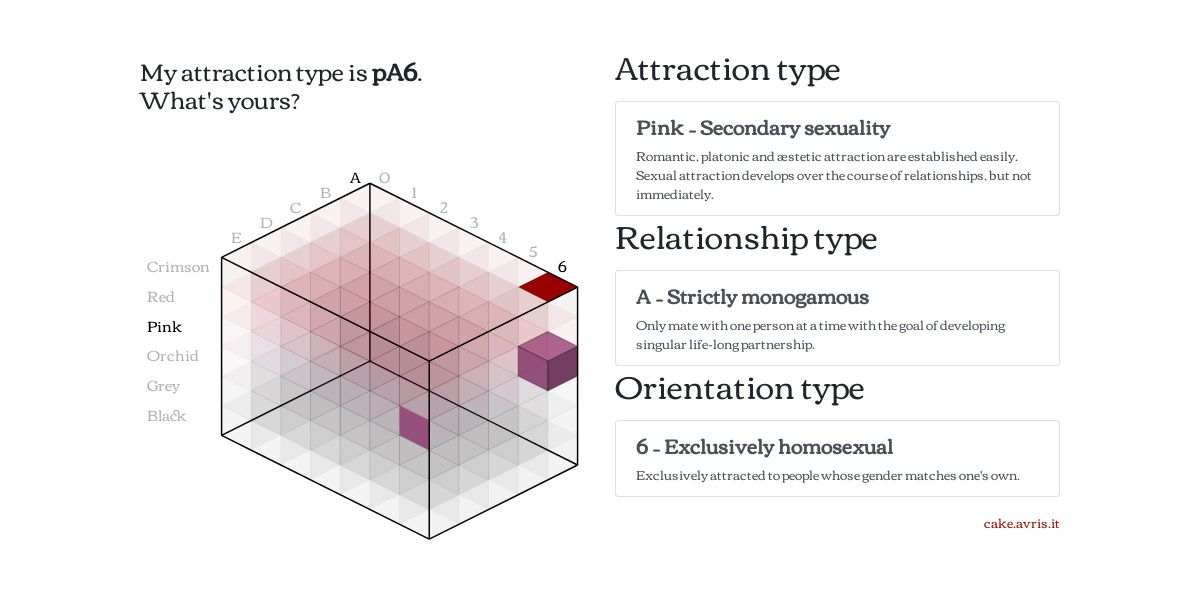 My attraction type is pA6.
What's yours?
A
O
B
1
C
2
D
3
E
4
5
6
Crimson
Red
Pink
Orchid
Grey
Black
Attraction type
Pink – Secondary sexuality
Romantic, platonic and æstetic attraction are established easily.
Sexual attraction develops over the course of relationships, but not
immediately.
Relationship type
A – Strictly monogamous
Only mate with one person at a time with the goal of developing
singular life-long partnership.
Orientation type
6 – Exclusively homosexual
Exclusively attracted to people whose gender matches one's own.
cake.avris.it